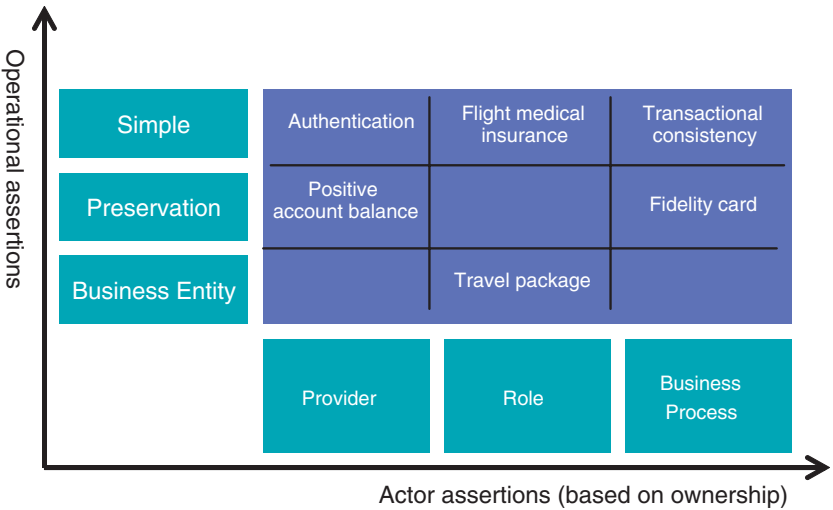 Operational assertions
Simple
Authentication
Flight medical
insurance
Transactional
consistency
Preservation
Positive
account balance
Fidelity card
Business Entity
Travel package
Provider
Role
Business
Process
Actor assertions (based on ownership)